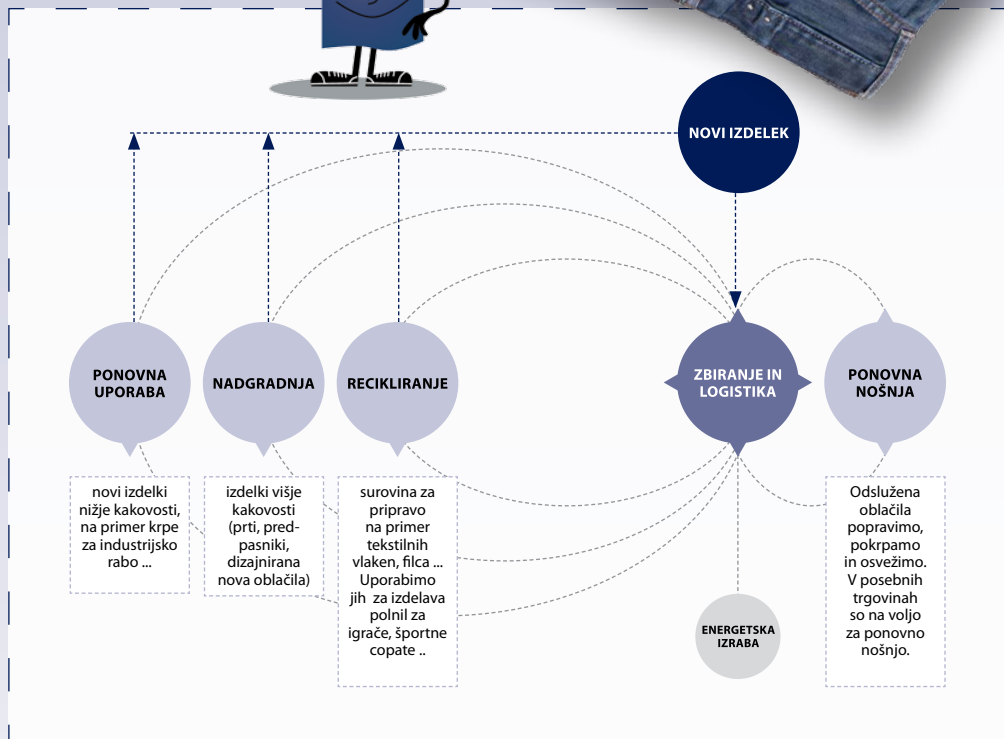 NOVI IZDELEK
PONOVNA
UPORABA
NADGRADNJA
RECIKLIRANJE
ZBIRANJE IN
LOGISTIKA
PONOVNA
NOŠNJA
novi izdelki
nižje kakovosti,
na primer krpe
za industrijsko
rabo ...
izdelki višje
kakovosti
(prti, pred-
pasniki,
dizajnirana
nova oblačila)
surovina za
pripravo
na primer
tekstilnih
vlaken, filca ...
Uporabimo
jih za izdelava
polnil za
igrače, športne
copate ..
ENERGETSKA
IZRABA
Odslužena
oblačila
popravimo,
pokrpamo
in osvežimo.
V posebnih
trgovinah
so na voljo
za ponovno
nošnjo.